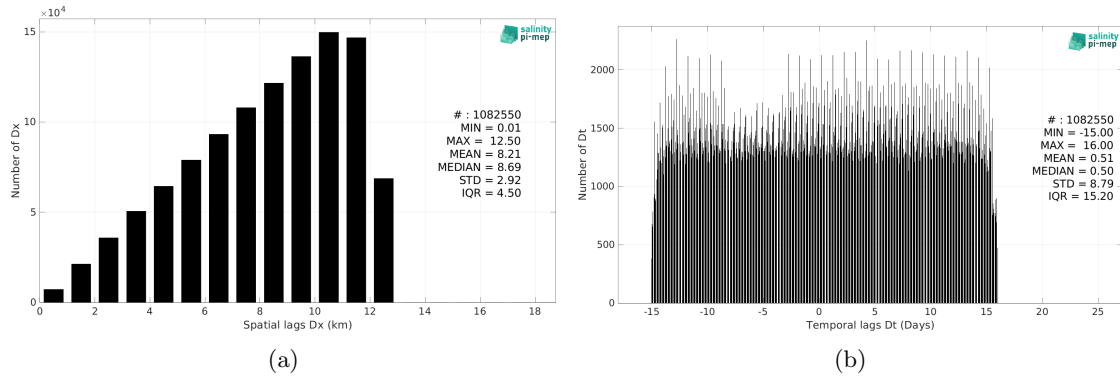 ×10⁴
15
10
5
0
Number of Dx
0 2 4 6 8 10 12 14 16 18
Spatial lags Dx (km)
salinity
pi-mep
# : 1082550
MIN = 0.01
MAX = 12.50
MEAN = 8.21
MEDIAN = 8.69
STD = 2.92
IQR = 4.50
(a)
2000
1500
1000
500
0
Number of Dt
-15 -10 -5 0 5 10 15 20 25
Temporal lags Dt (Days)
salinity
pi-mep
# : 1082550
MIN = -15.00
MAX = 16.00
MEAN = 0.51
MEDIAN = 0.50
STD = 8.79
IQR = 15.20
(b)